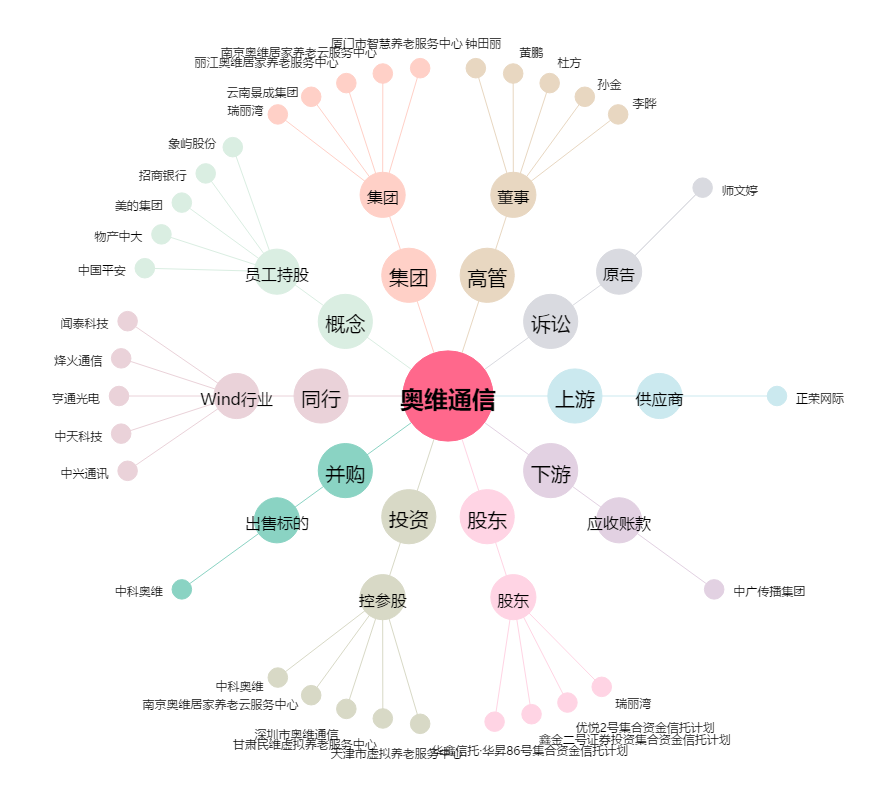 厦门市智慧养老服务中心
钟田丽
南京奥维居家养老云服务中心
黄鹏
丽江奥维居家养老服务中心
杜方
孙金
云南景成集团
李晔
瑞丽湾
象屿股份
招商银行
集团
董事
师文婷
美的集团
物产中大
中国平安
员工持股
原告
集团
高管
闻泰科技
概念
诉讼
烽火通信
亨通光电
Wind行业
同行
奥维通信
上游
供应商
正荣网际
中天科技
中兴通讯
并购
下游
出售标的
投资
股东
应收账款
中科奥维
控参股
股东
中广传播集团
中科奥维
南京奥维居家养老云服务中心
瑞丽湾
深圳市奥维通信
优悦2号集合资金信托计划
甘肃民维虚拟养老服务中心
鑫金二号证券投资集合资金信托计划
天津市虚拟养老服务中心
华鑫信托·华昇86号集合资金信托计划